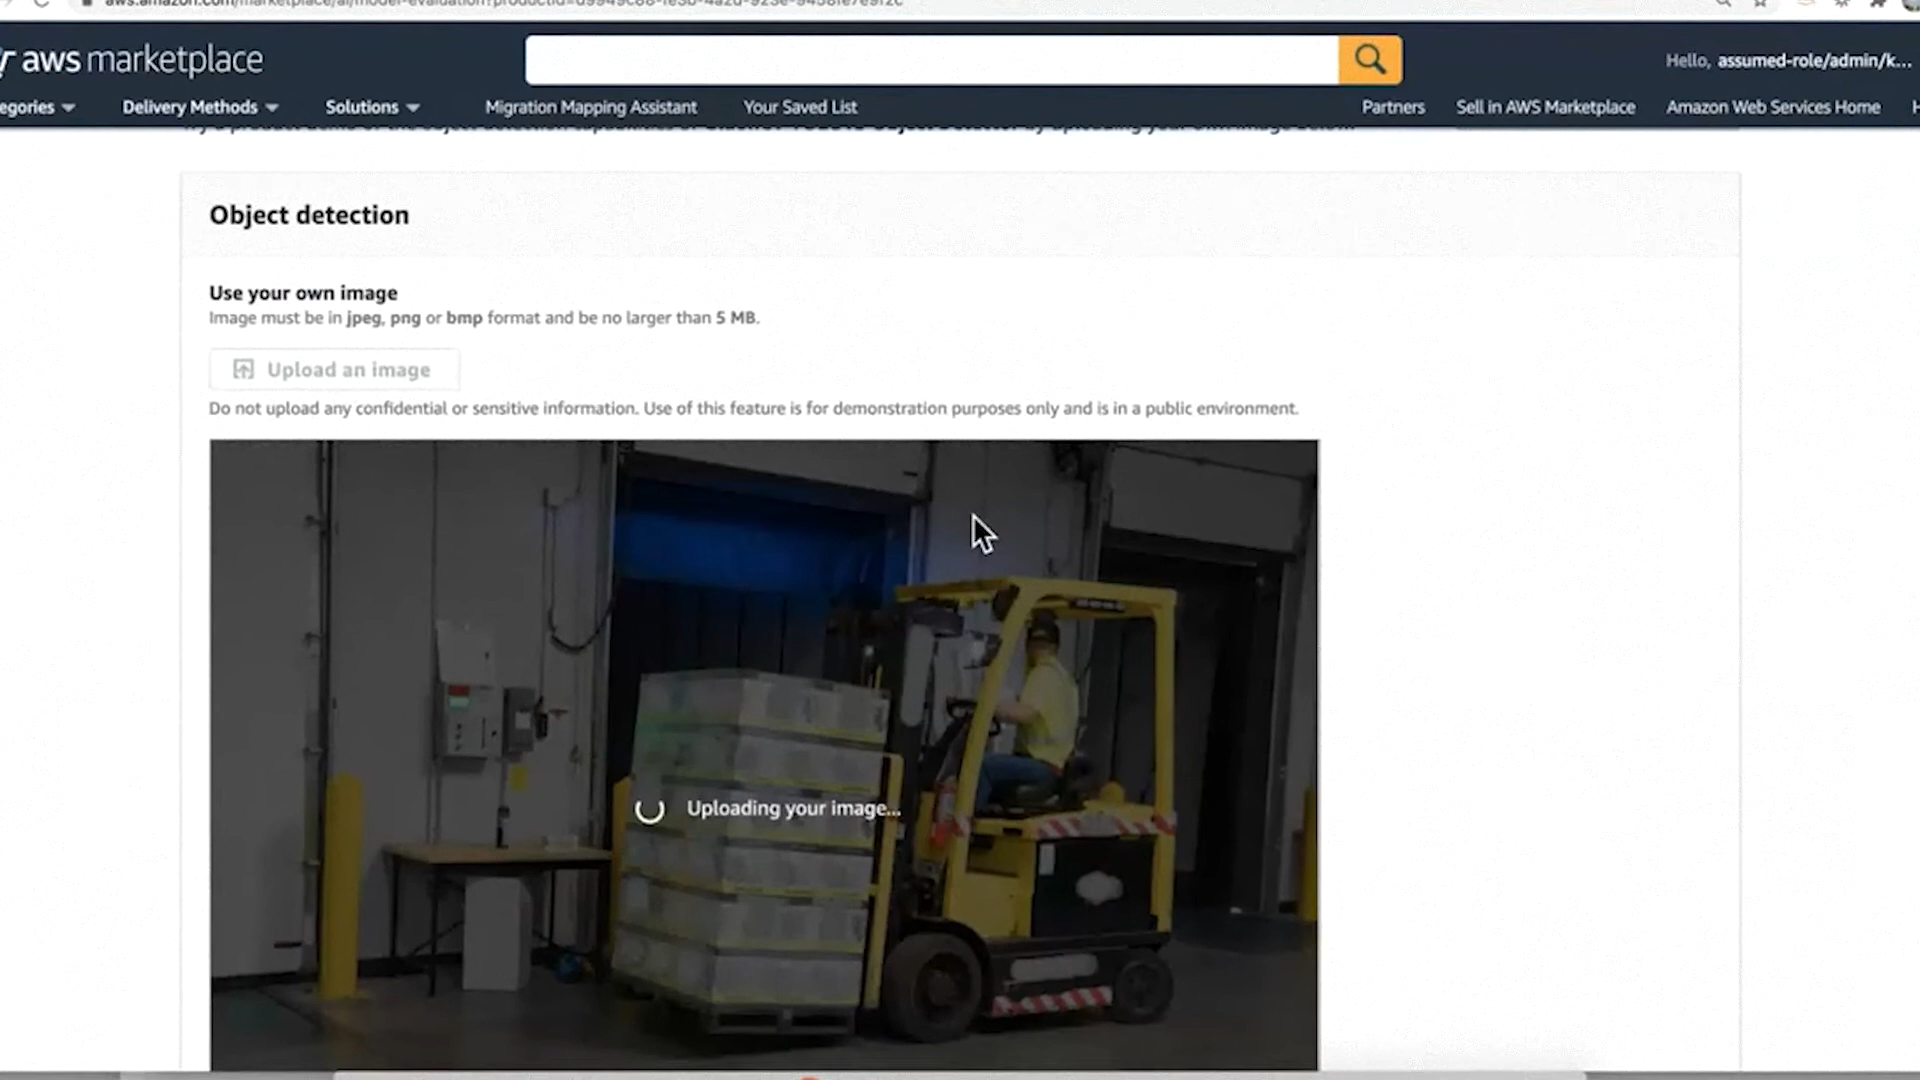 aws marketplace
Hello, assumed-role/admin/k...
egories
Delivery Methods
Solutions
Migration Mapping Assistant
Your Saved List
Partners
Sell in AWS Marketplace
Amazon Web Services Home
H
Object detection
Use your own image
Image must be in jpeg, png or bmp format and be no larger than 5 MB.
Upload an image
Do not upload any confidential or sensitive information. Use of this feature is for demonstration purposes only and is in a public environment.
Uploading your image...